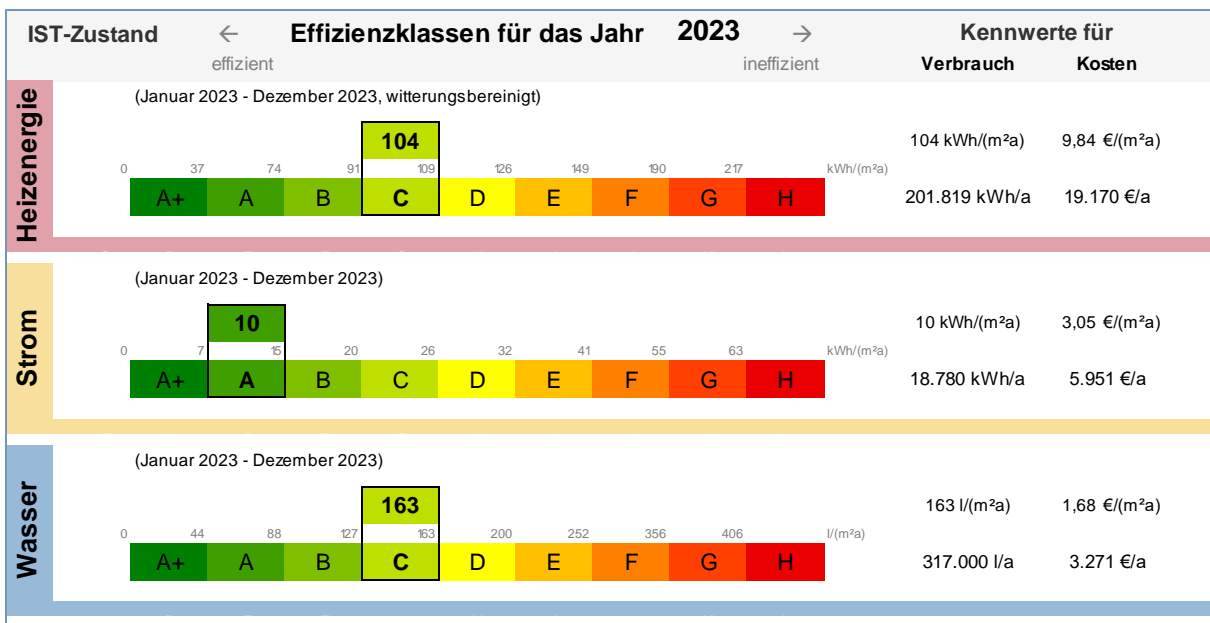 IST-Zustand ← Effizienzklassen für das Jahr 2023 → Kennwerte für
effizient ineffizient Verbrauch Kosten
Heizenergie
(Januar 2023 - Dezember 2023, witterungsbereinigt)
104 104 kWh/(m²a) 9,84 €/(m²a)
0 37 74 91 109 126 149 190 217 kWh/(m²a)
A+ A B C D E F G H 201.819 kWh/a 19.170 €/a
Strom
(Januar 2023 - Dezember 2023)
10 10 kWh/(m²a) 3,05 €/(m²a)
0 7 15 20 26 32 41 55 63 kWh/(m²a)
A+ A B C D E F G H 18.780 kWh/a 5.951 €/a
Wasser
(Januar 2023 - Dezember 2023)
163 163 l/(m²a) 1,68 €/(m²a)
0 44 88 127 163 200 252 356 406 l/(m²a)
A+ A B C D E F G H 317.000 l/a 3.271 €/a